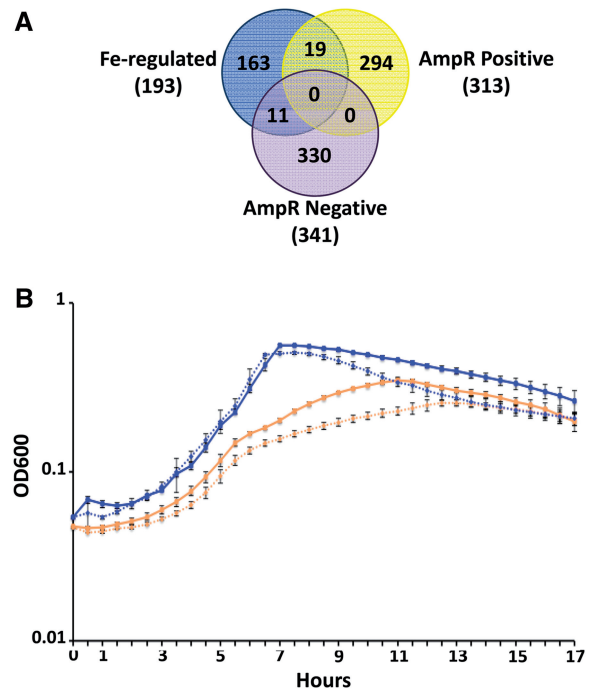 A
Fe-regulated
(193)
163
19
294
AmpR Positive
(313)
0
11
0
330
AmpR Negative
(341)
B
1
0.1
0.01
OD600
0 1 3 5 7 9 11 13 15 17
Hours